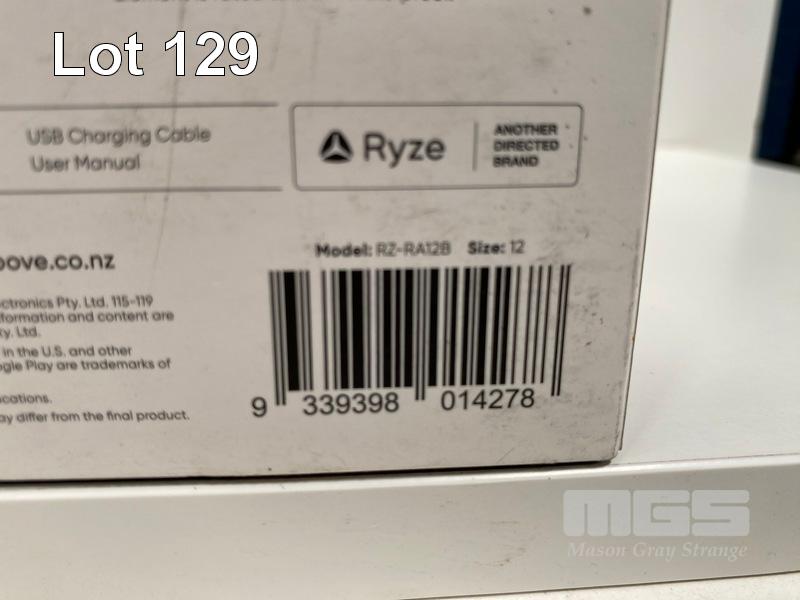 Lot 129
USB Charging Cable
User Manual
Ryze
ANOTHER
DIRECTED
BRAND
Model: RZ-RA12B Size: 12
ove.co.nz
ctronics Pty. Ltd. 115-119
formation and content are
y. Ltd.
in the U.S. and other
gle Play are trademarks of
cations.
ay differ from the final product.
9 339398 014278
MGS
Mason Gray Strange